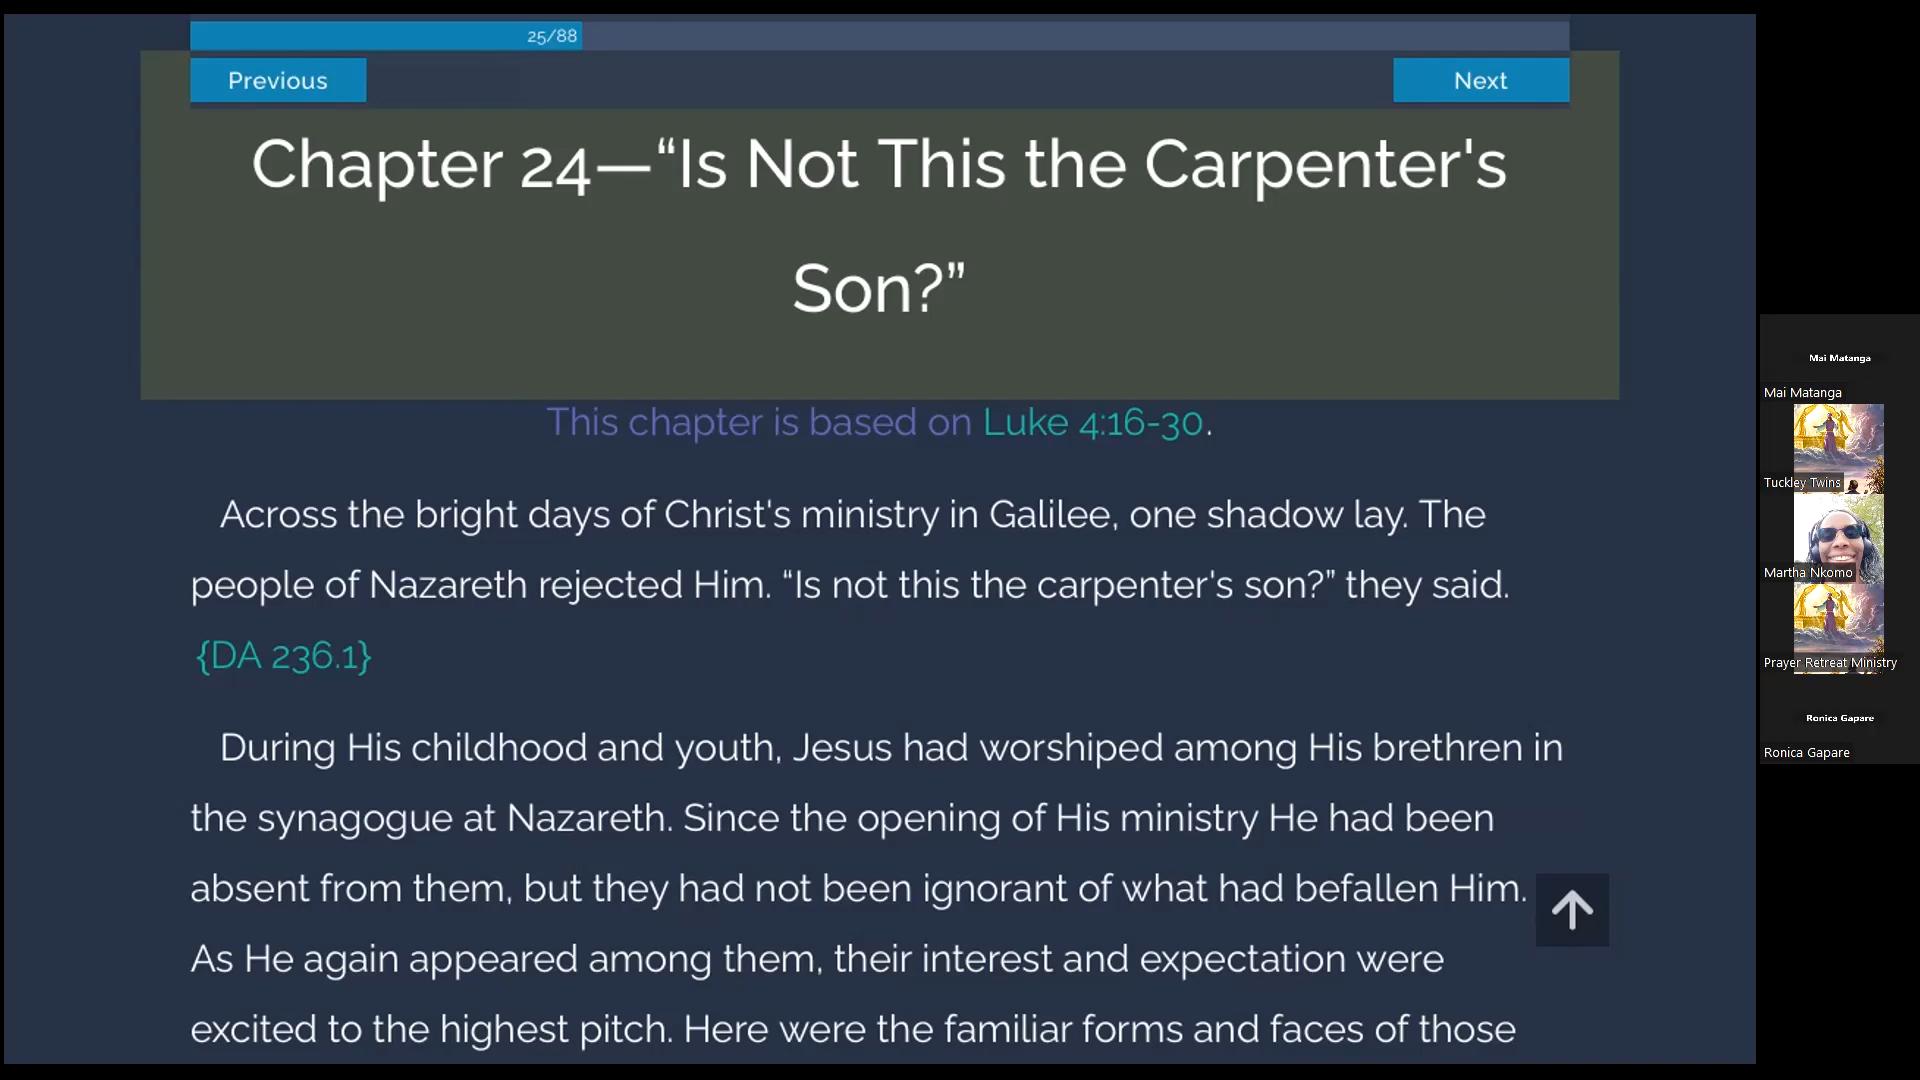 25/88
Previous
Next
Chapter 24—“Is Not This the Carpenter's
Son?”
This chapter is based on Luke 4:16-30.
Across the bright days of Christ's ministry in Galilee, one shadow lay. The
people of Nazareth rejected Him. “Is not this the carpenter's son?” they said.
{DA 236.1}
During His childhood and youth, Jesus had worshiped among His brethren in
the synagogue at Nazareth. Since the opening of His ministry He had been
absent from them, but they had not been ignorant of what had befallen Him.
As He again appeared among them, their interest and expectation were
excited to the highest pitch. Here were the familiar forms and faces of those
Mai Matanga
Mai Matanga
Tuckley Twins
Martha Nkomo
Prayer Retreat Ministry
Ronica Gapare
Ronica Gapare